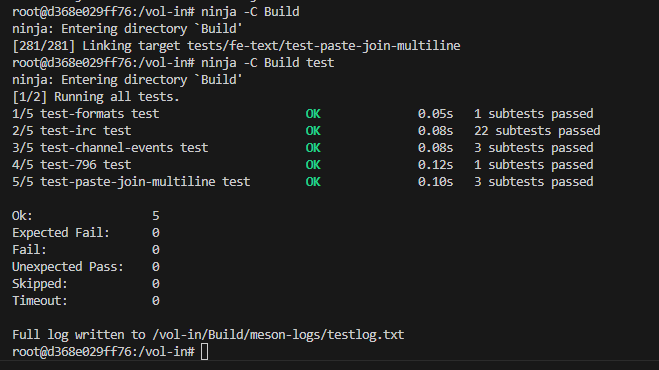 root@d368e029ff76:/vol-in# ninja -C Build
ninja: Entering directory `Build'
[281/281] Linking target tests/fe-text/test-paste-join-multiline
root@d368e029ff76:/vol-in# ninja -C Build test
ninja: Entering directory `Build'
[1/2] Running all tests.
1/5 test-formats test                OK              0.05s   1 subtests passed
2/5 test-irc test                    OK              0.08s   22 subtests passed
3/5 test-channel-events test         OK              0.08s   3 subtests passed
4/5 test-796 test                    OK              0.12s   1 subtests passed
5/5 test-paste-join-multiline test   OK              0.10s   3 subtests passed
Ok:                 5
Expected Fail:      0
Fail:               0
Unexpected Pass:    0
Skipped:            0
Timeout:            0
Full log written to /vol-in/Build/meson-logs/testlog.txt
root@d368e029ff76:/vol-in#